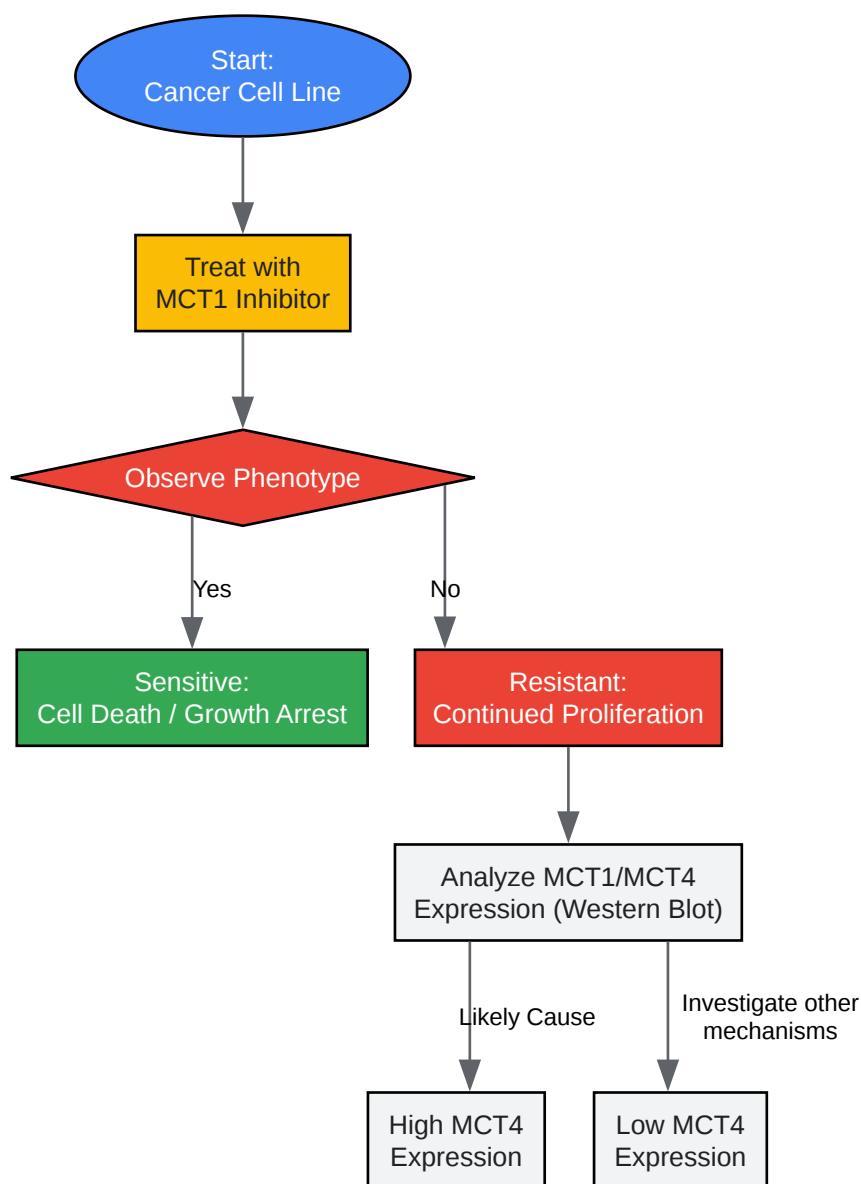 Start:
Cancer Cell Line
Treat with
MCT1 Inhibitor
Observe Phenotype
Yes
No
Sensitive:
Cell Death / Growth Arrest
Resistant:
Continued Proliferation
Analyze MCT1/MCT4
Expression (Western Blot)
Likely Cause
Investigate other
mechanisms
High MCT4
Expression
Low MCT4
Expression